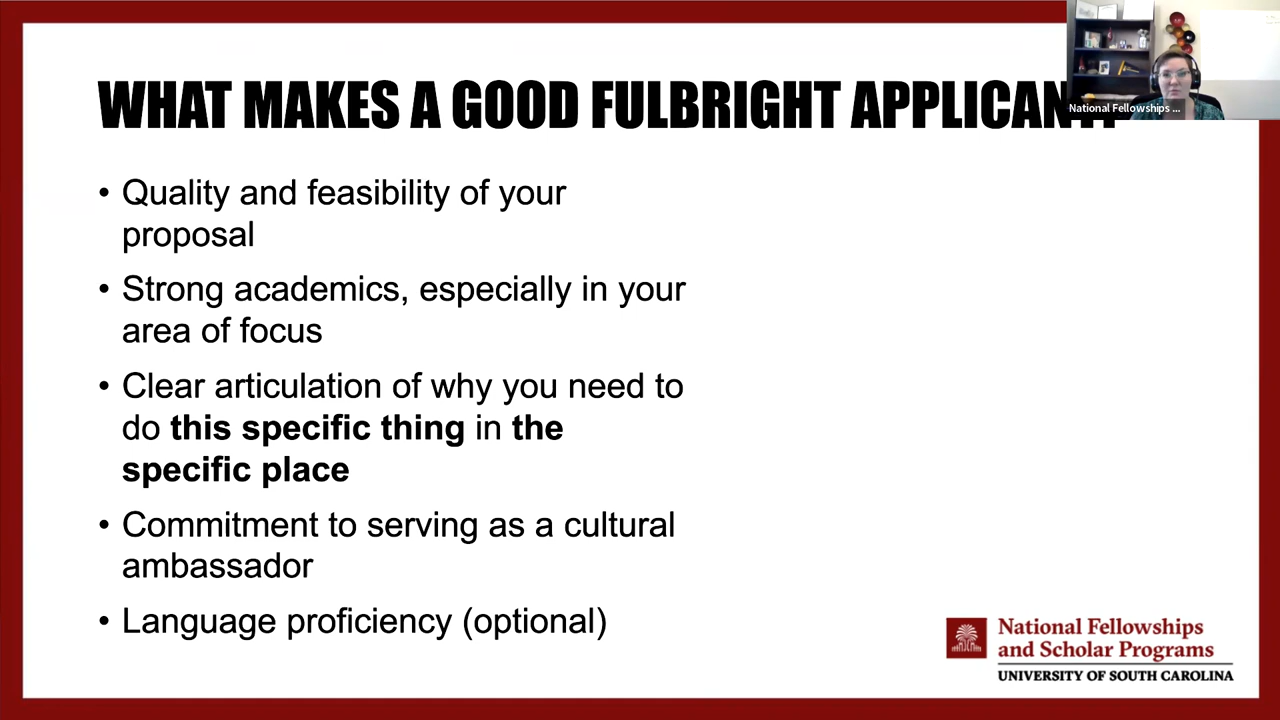 WHAT MAKES A GOOD FULBRIGHT APPLICANT?
National Fellowships ...
• Quality and feasibility of your
proposal
• Strong academics, especially in your
area of focus
• Clear articulation of why you need to
do this specific thing in the
specific place
• Commitment to serving as a cultural
ambassador
• Language proficiency (optional)
National Fellowships
and Scholar Programs
UNIVERSITY OF SOUTH CAROLINA